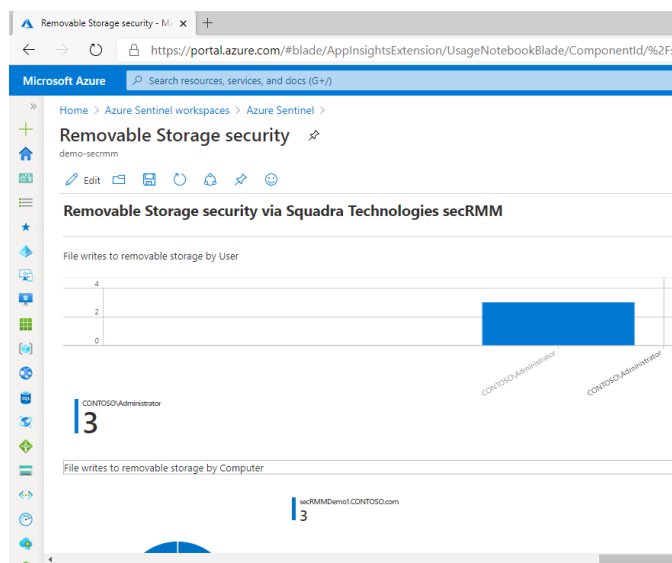 Removable Storage security - Mi
https://portal.azure.com/#blade/AppInsightsExtension/UsageNotebookBlade/ComponentId/%2Fs
Microsoft Azure
Search resources, services, and docs (G+/)
Home > Azure Sentinel workspaces > Azure Sentinel >
Removable Storage security
demo-secrmm
Edit
Removable Storage security via Squadra Technologies secRMM
File writes to removable storage by User
4
2
0
CONTOSO\Administrator
CONTOSO\Administrator
CONTOSO\Administrator
3
File writes to removable storage by Computer
secRMMDemo1.CONTOSO.com
3
SQL